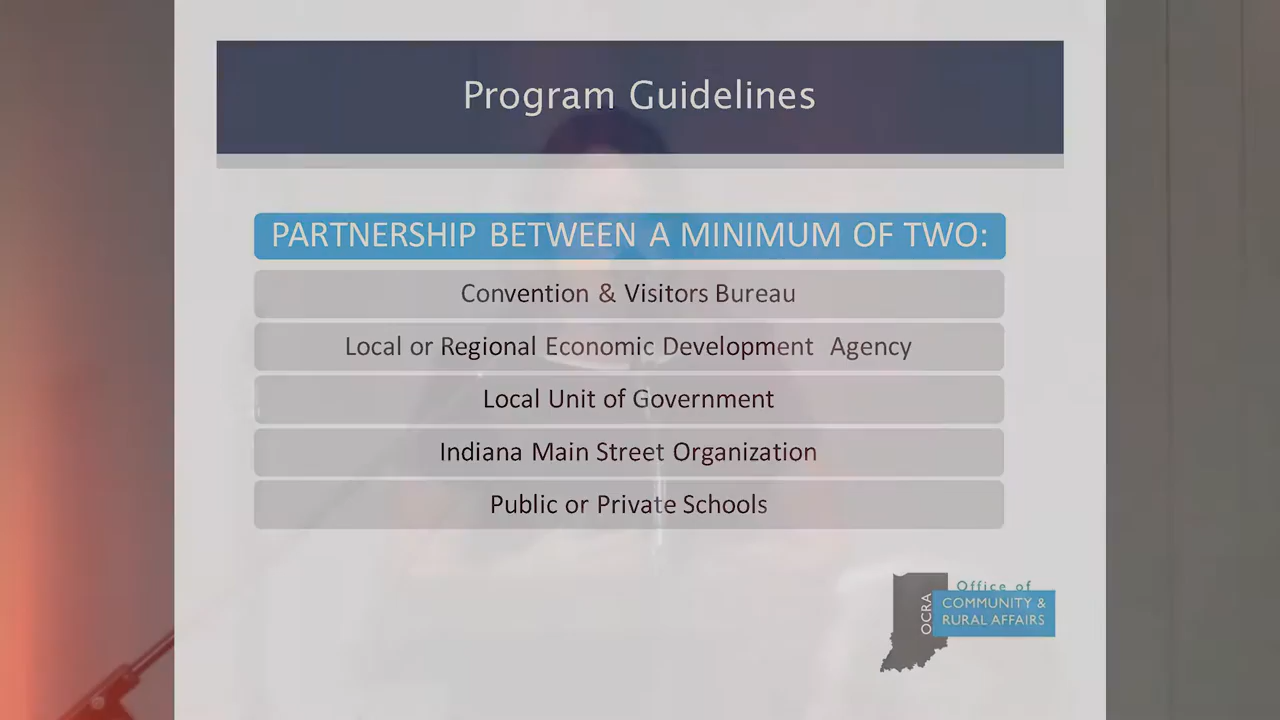 Program Guidelines
PARTNERSHIP BETWEEN A MINIMUM OF TWO:
Convention & Visitors Bureau
Local or Regional Economic Development Agency
Local Unit of Government
Indiana Main Street Organization
Public or Private Schools
Office of
OCRA
COMMUNITY &
RURAL AFFAIRS